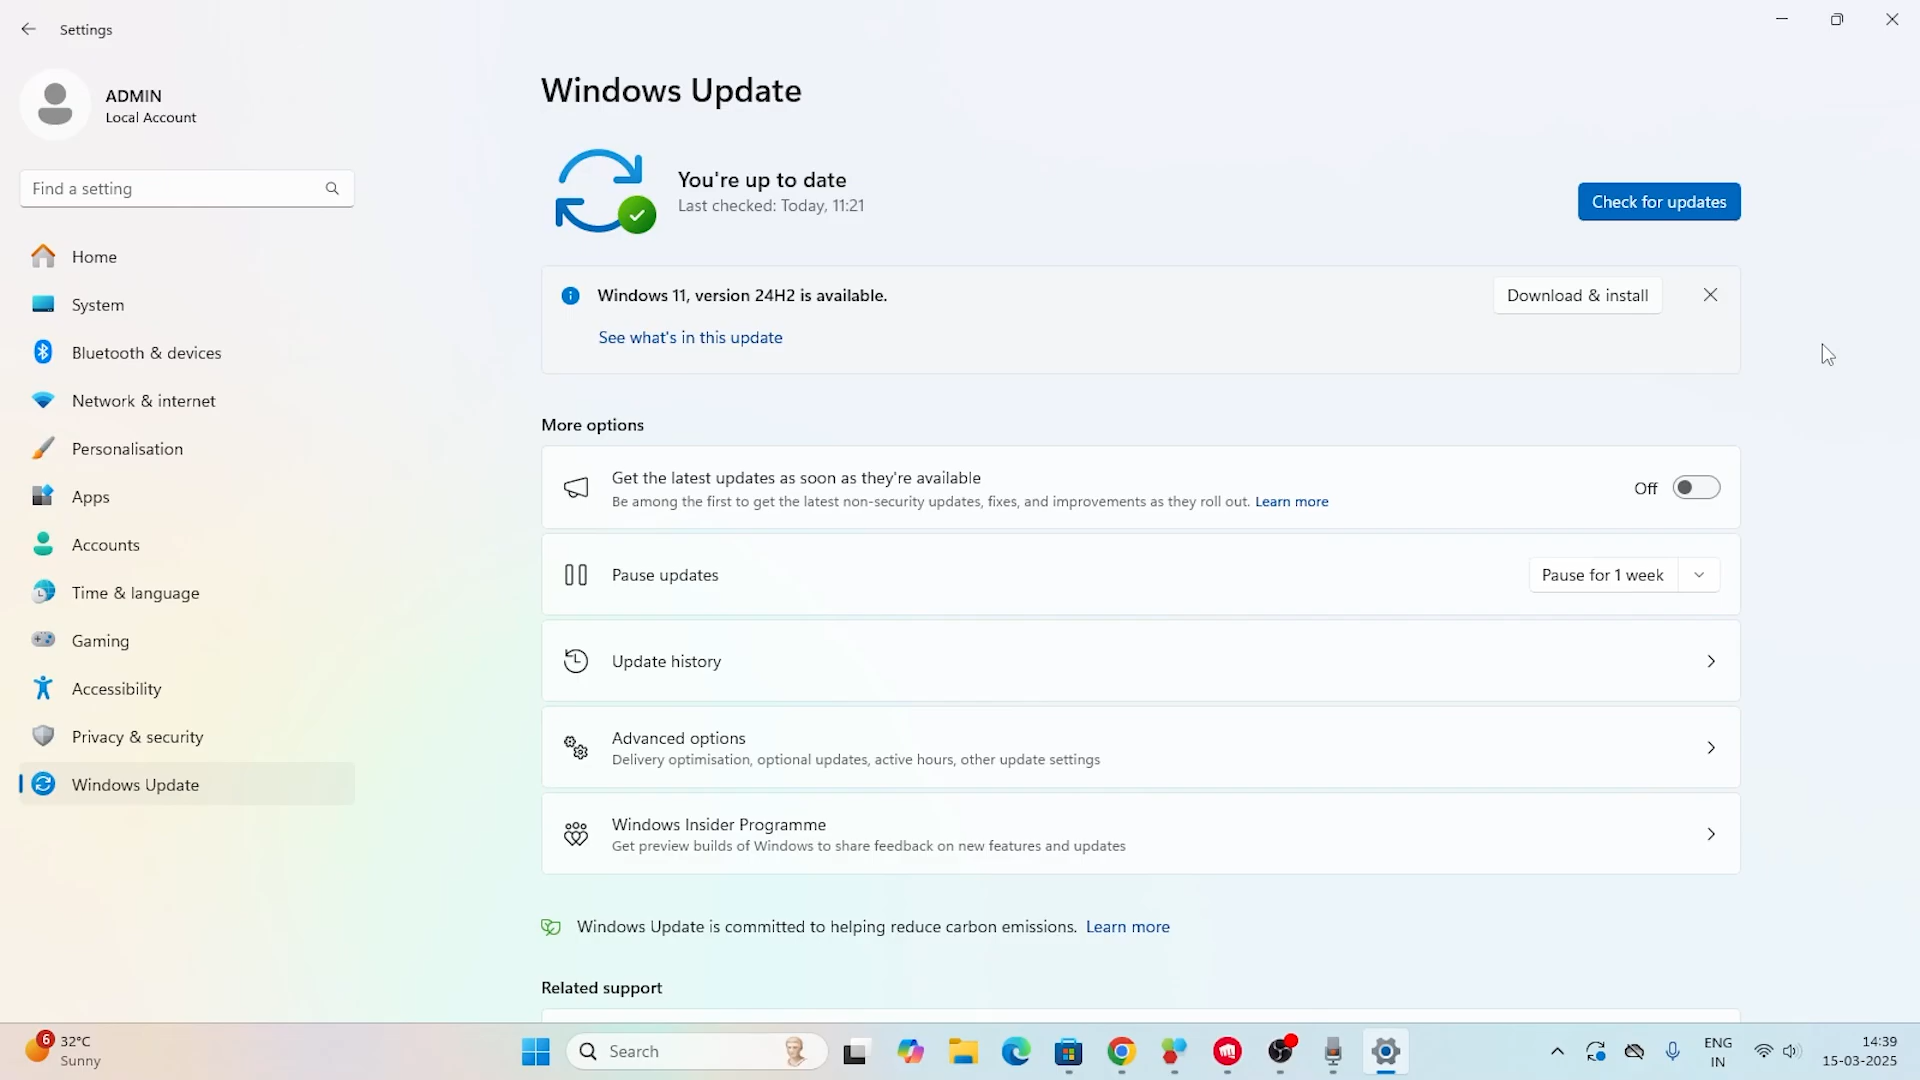 Settings
ADMIN
Local Account
Find a setting
Home
System
Bluetooth & devices
Network & internet
Personalisation
Apps
Accounts
Time & language
Gaming
Accessibility
Privacy & security
Windows Update
Windows Update
You're up to date
Last checked: Today, 11:21
Check for updates
Windows 11, version 24H2 is available.
Download & install
See what's in this update
More options
Get the latest updates as soon as they're available
Be among the first to get the latest non-security updates, fixes, and improvements as they roll out. Learn more
Off
Pause updates
Pause for 1 week
Update history
Advanced options
Delivery optimisation, optional updates, active hours, other update settings
Windows Insider Programme
Get preview builds of Windows to share feedback on new features and updates
Windows Update is committed to helping reduce carbon emissions. Learn more
Related support
6
32°C
Sunny
Search
ENG
IN
14:39
15-03-2025